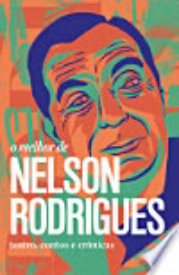 o melhor de
NELSON
RODRIGUES
teatro, contos e crônicas